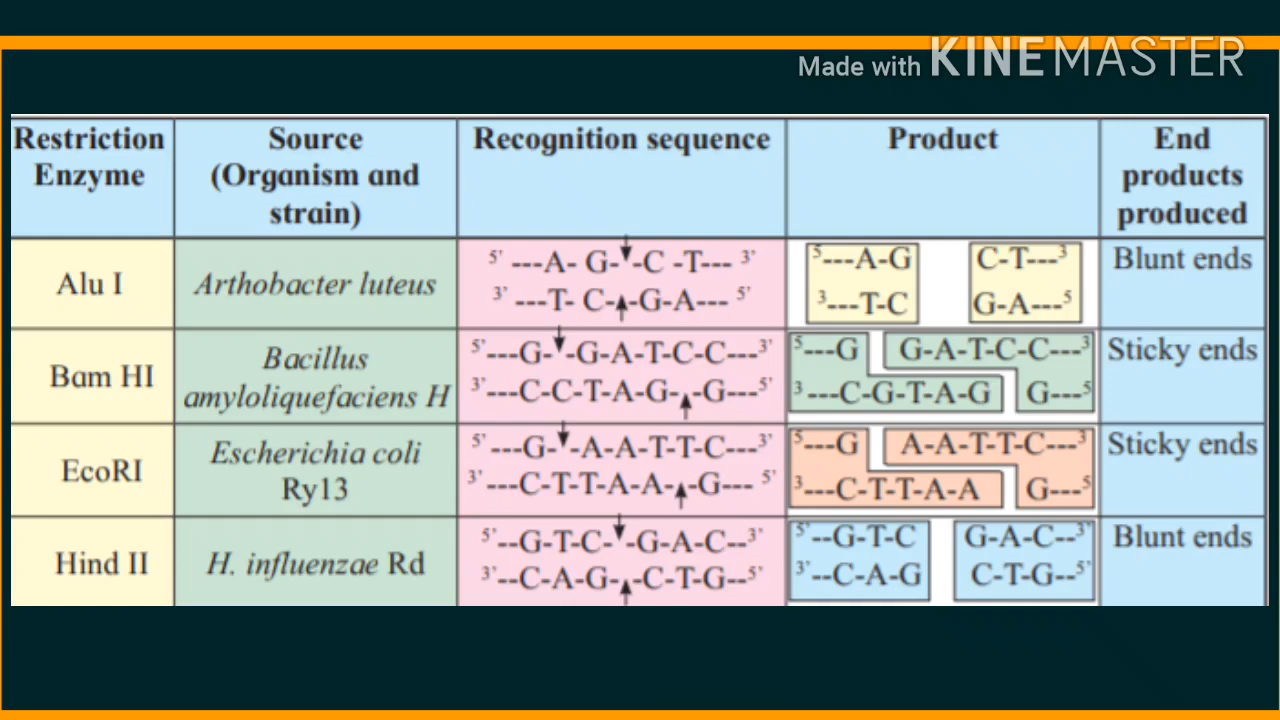 Made with KINEMASTER
Restriction Enzyme
Source (Organism and strain)
Recognition sequence
Product
End products produced
Alu I
Arthobacter luteus
5' ---A- G- -C -T--- 3'
3' ---T- C- -G-A--- 5'
5---A-G
C-T---3
3---T-C
G-A---5
Blunt ends
Bam HI
Bacillus
amyloliquefaciens H
5'---G- -G-A-T-C-C---3'
3'---C-C-T-A-G- -G---5'
5---G
G-A-T-C-C---3
3---C-G-T-A-G
G---5
Sticky ends
EcoRI
Escherichia coli
Ry13
5' ---G- -A-A-T-T-C---3'
3'---C-T-T-A-A- -G--- 5'
5---G
A-A-T-T-C---3
3---C-T-T-A-A
G---5
Sticky ends
Hind II
H. influenzae Rd
5'--G-T-C- -G-A-C--3'
3'--C-A-G- -C-T-G--5'
5'--G-T-C
G-A-C--3'
3'--C-A-G
C-T-G--5'
Blunt ends